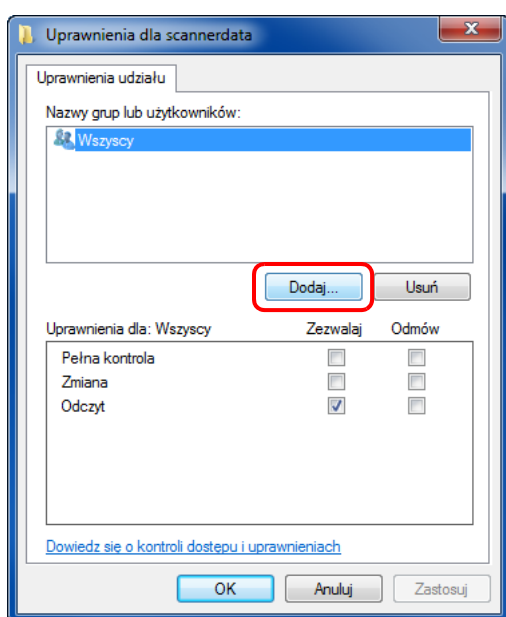 Uprawnienia dla scannerdata
Uprawnienia udziału
Nazwy grup lub użytkowników:
Wszyscy
Dodaj... Usuń
Uprawnienia dla: Wszyscy Zezwalaj Odmów
Pełna kontrola
Zmiana
Odczyt
Dowiedz się o kontroli dostępu i uprawnieniach
OK Anuluj Zastosuj